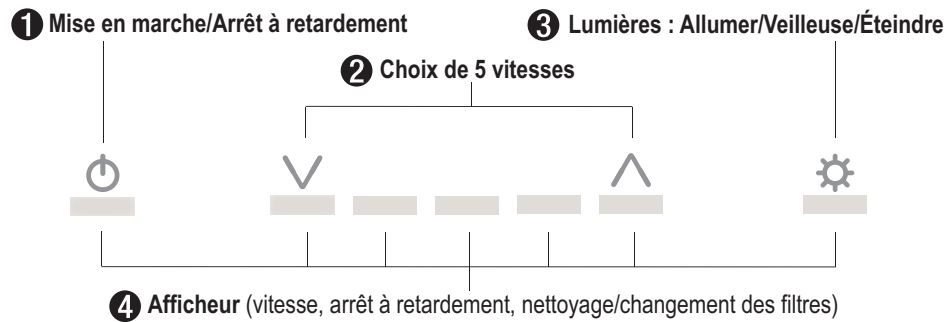 ❶ Mise en marche/Arrêt à retardement
❸ Lumières : Allumer/Veilleuse/Éteindre
❷ Choix de 5 vitesses
❹ Afficheur (vitesse, arrêt à retardement, nettoyage/changement des filtres)